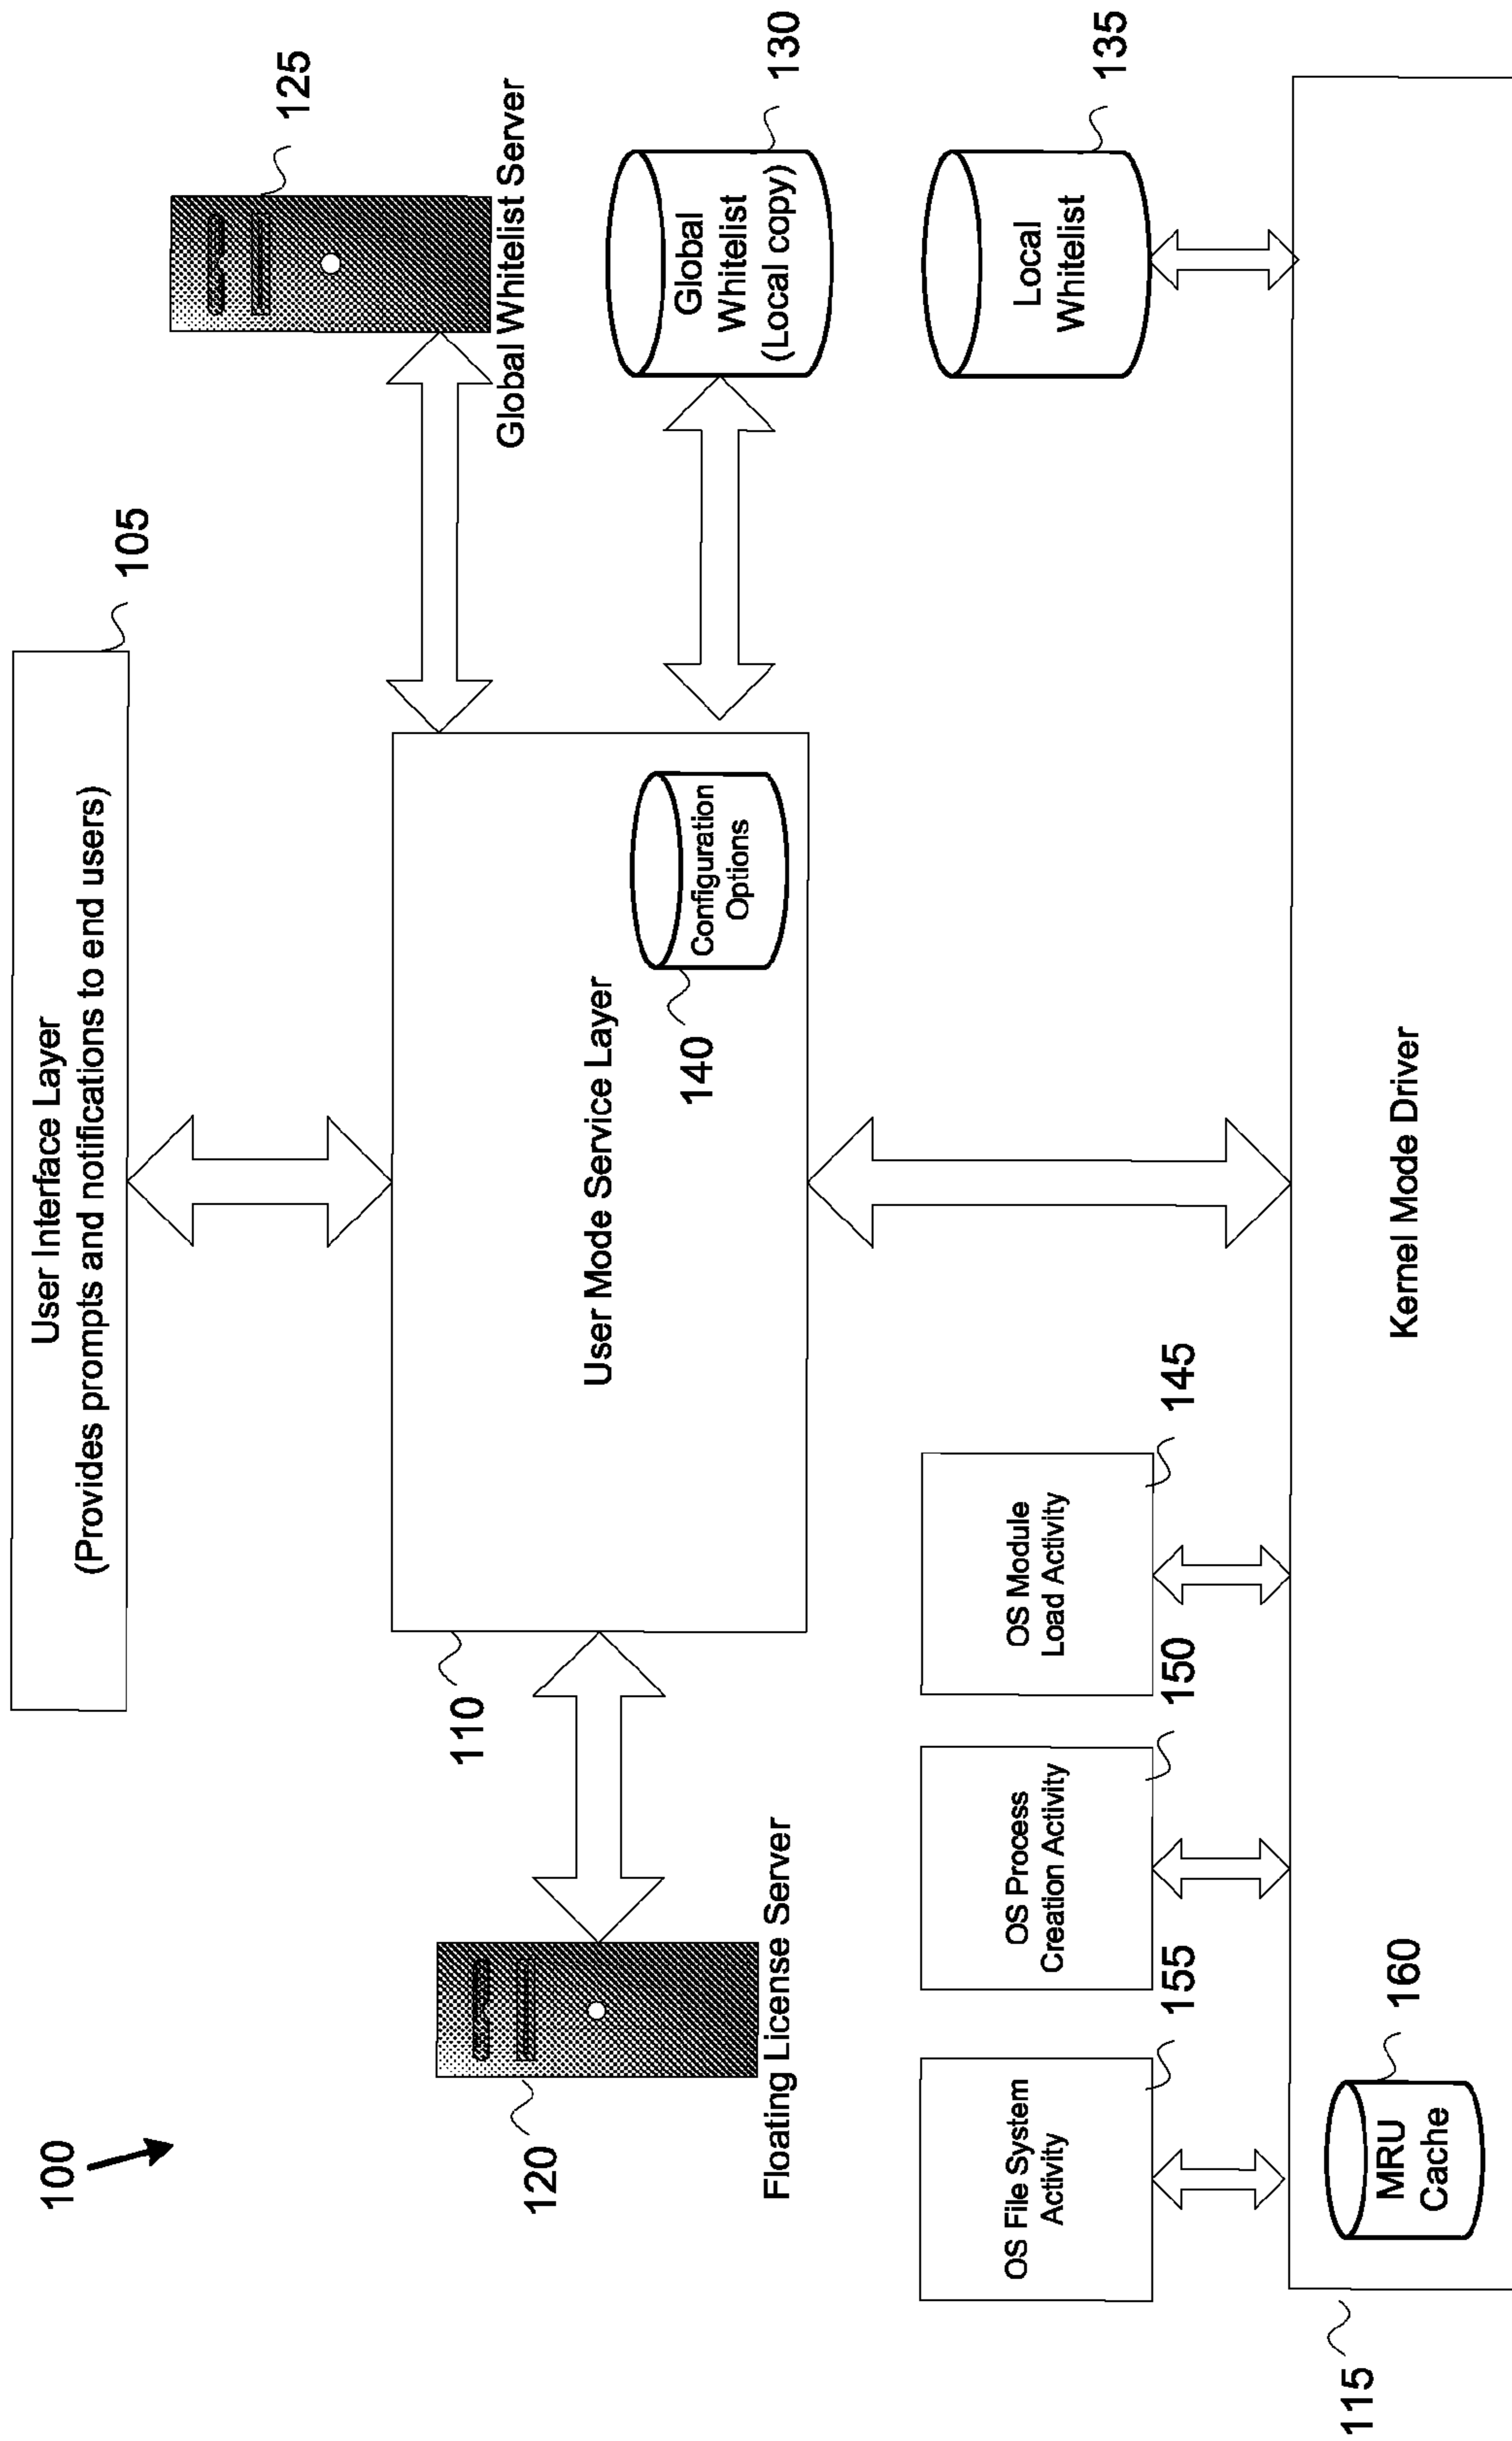 100
User Interface Layer
(Provides prompts and notifications to end users)
105
125
Global Whitelist Server
110
User Mode Service Layer
140
Configuration
Options
120
Floating License Server
Global
Whitelist
(Local copy)
130
OS File System
Activity
155
OS Process
Creation Activity
150
OS Module
Load Activity
145
Local
Whitelist
135
115
MRU
Cache
160
Kernel Mode Driver